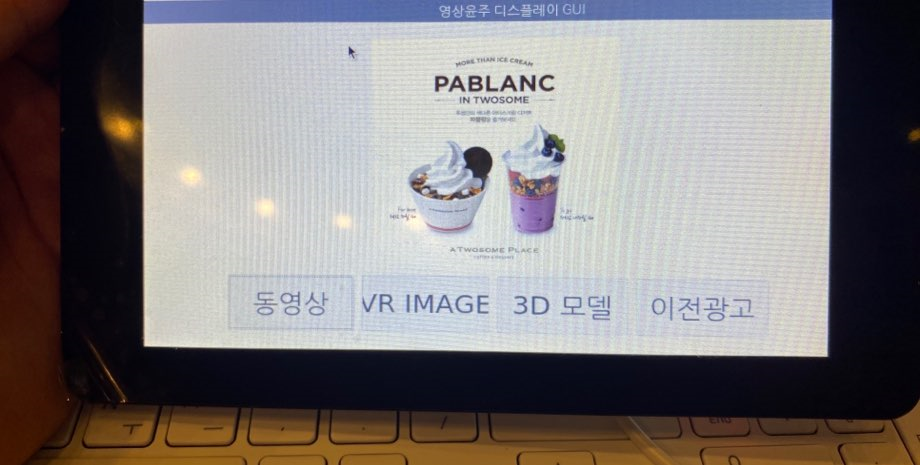 영상윤주 디스플레이 GUI
MORE THAN ICE CREAM
PABLANC
IN TWOSOME
A TWOSOME PLACE
동영상
VR IMAGE
3D 모델
이전광고
ㅜ
End